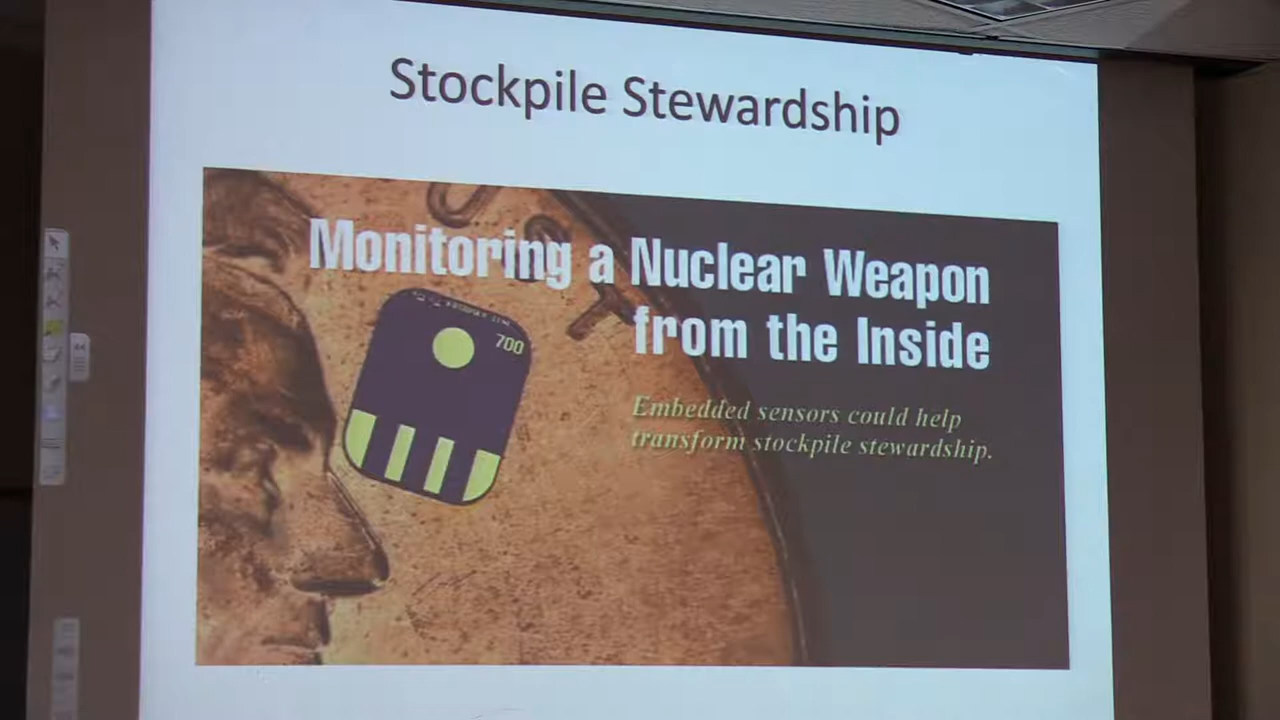 Stockpile Stewardship
Monitoring a Nuclear Weapon
from the Inside
700
Embedded sensors could help
transform stockpile stewardship.